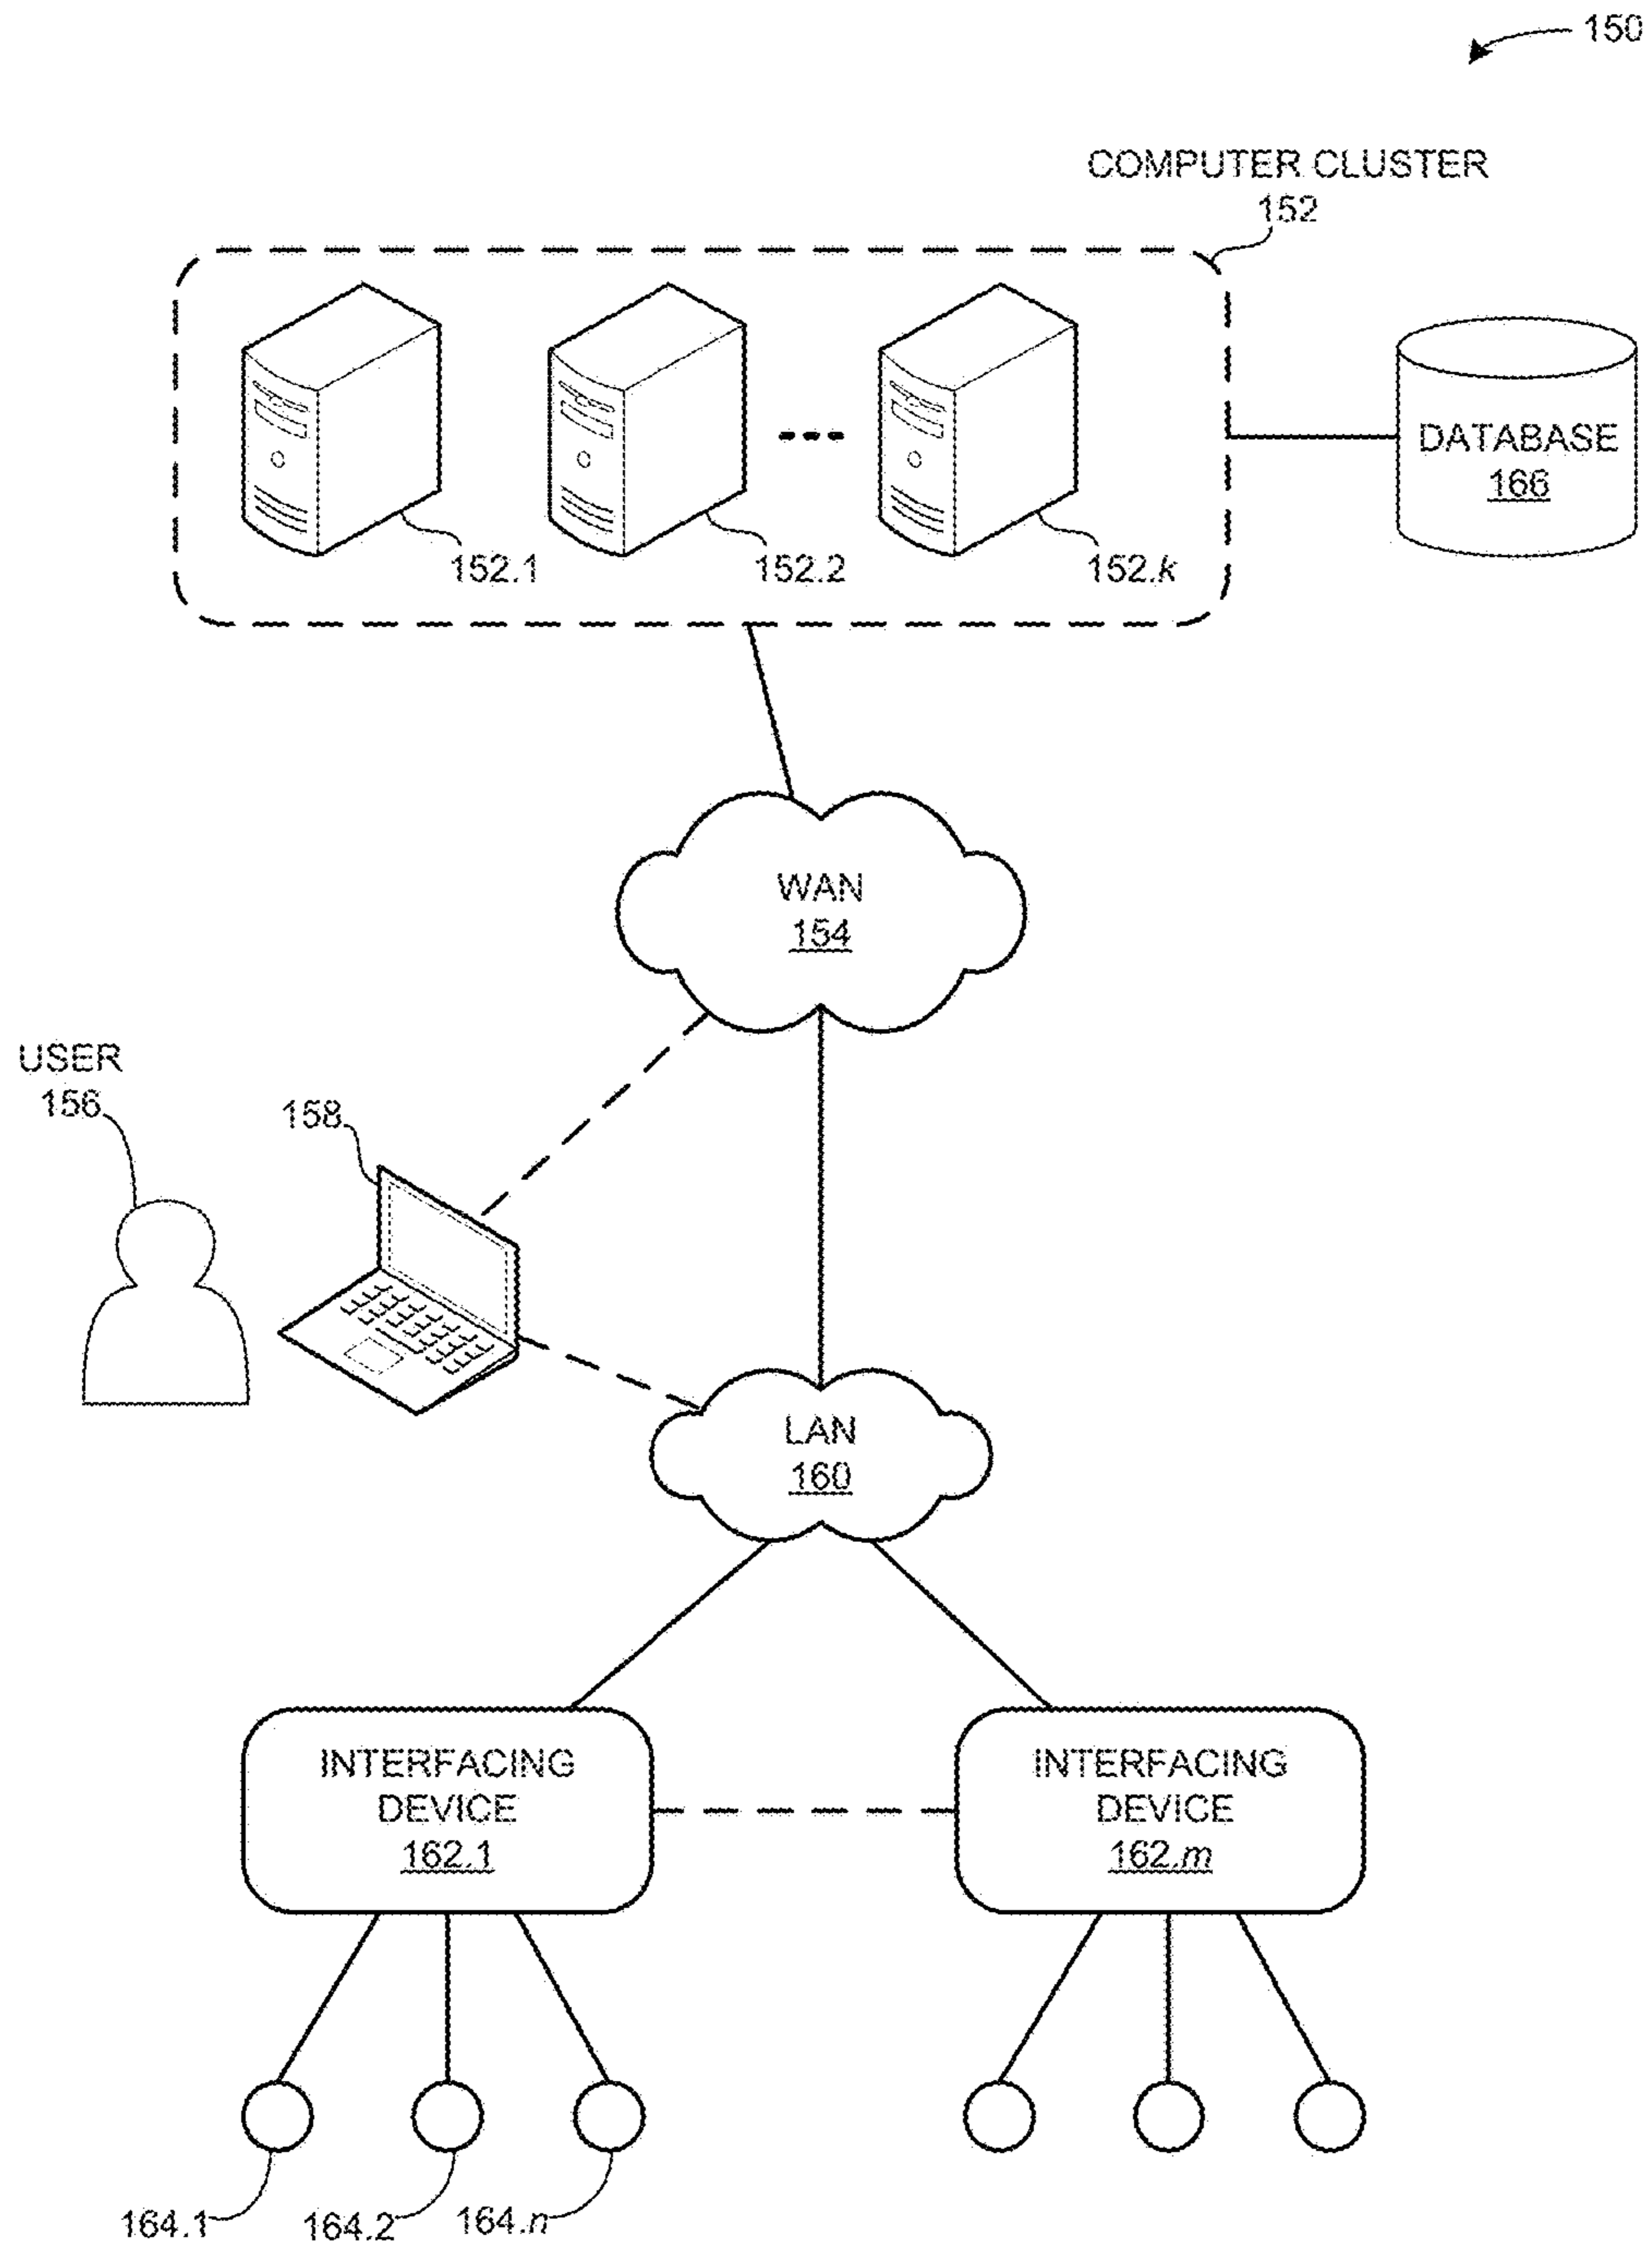 150
COMPUTER CLUSTER
152
DATABASE
166
152.1
152.2
152.k
WAN
154
USER
156
158
LAN
160
INTERFACING
DEVICE
162.1
INTERFACING
DEVICE
162.m
164.1
164.2
164.n